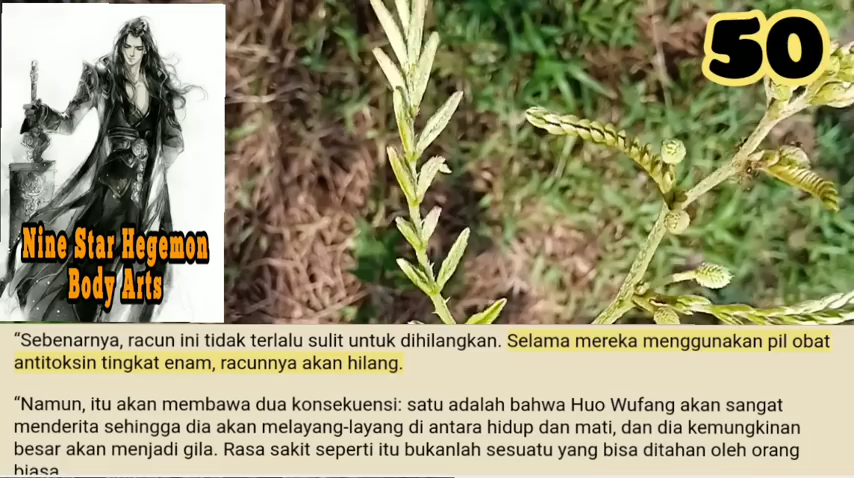 50
Nine Star Hegemon
Body Arts
“Sebenarnya, racun ini tidak terlalu sulit untuk dihilangkan. Selama mereka menggunakan pil obat
antitoksin tingkat enam, racunnya akan hilang.
“Namun, itu akan membawa dua konsekuensi: satu adalah bahwa Huo Wufang akan sangat
menderita sehingga dia akan melayang-layang di antara hidup dan mati, dan dia kemungkinan
besar akan menjadi gila. Rasa sakit seperti itu bukanlah sesuatu yang bisa ditahan oleh orang
biasa